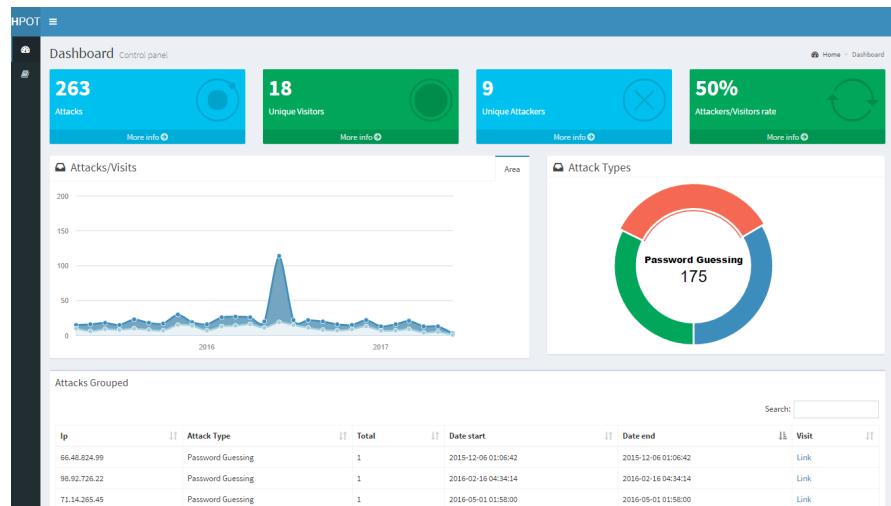 HPOT
Dashboard Control panel
Home > Dashboard
263
Attacks
More info
18
Unique Visitors
More info
9
Unique Attackers
More info
50%
Attackers/Visitors rate
More info
Attacks/Visits
Area
200
150
100
50
0
2016 2017
Attack Types
Password Guessing
175
Attacks Grouped
Search:
Ip Attack Type Total Date start Date end Visit
66.48.824.99 Password Guessing 1 2015-12-06 01:06:42 2015-12-06 01:06:42 Link
98.92.726.22 Password Guessing 1 2016-02-16 04:34:14 2016-02-16 04:34:14 Link
71.14.265.45 Password Guessing 1 2016-05-01 01:58:00 2016-05-01 01:58:00 Link